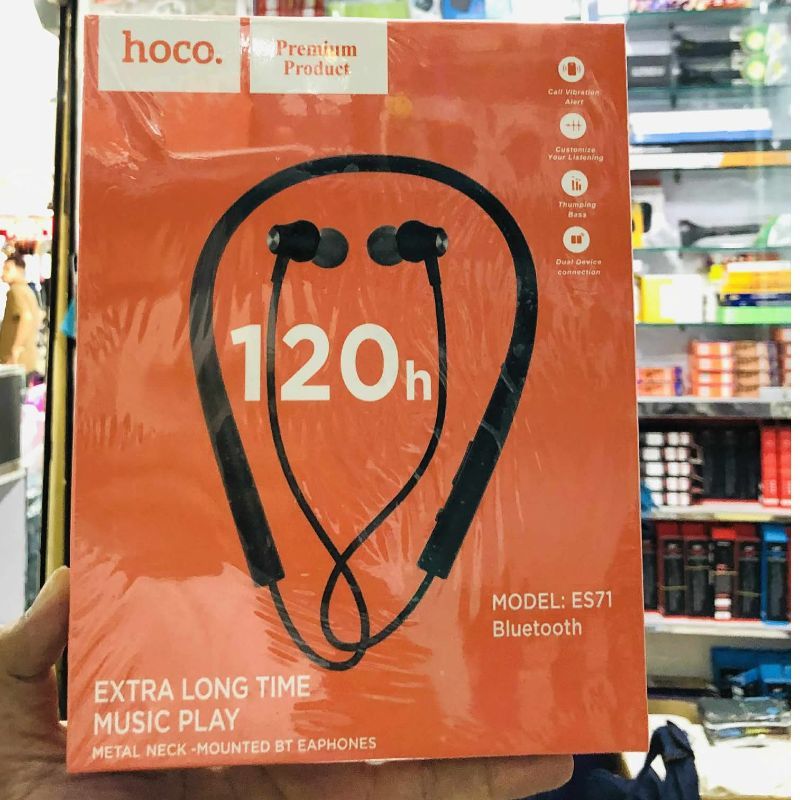 hoco.
Premium
Product
Call Vibration
Alert
Customize
Your Listening
Thumping
Bass
Dual Device
connection
120h
MODEL: ES71
Bluetooth
EXTRA LONG TIME
MUSIC PLAY
METAL NECK -MOUNTED BT EAPHONES